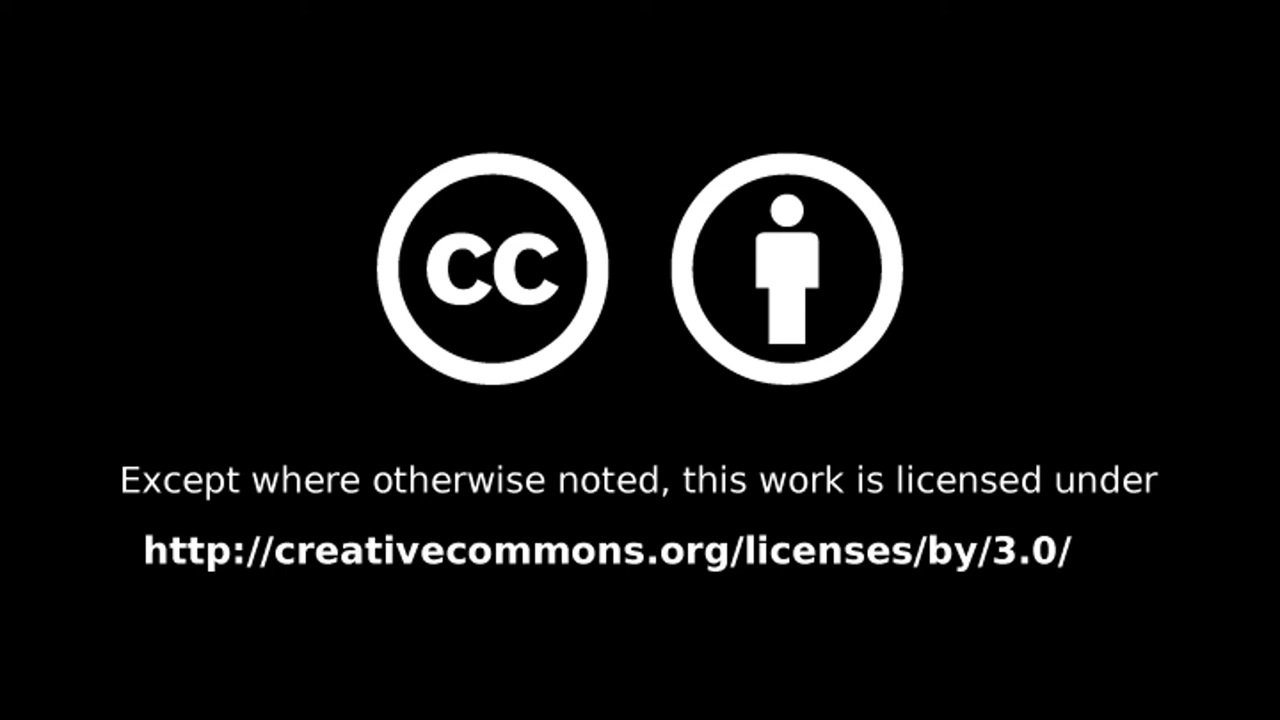 cc
Except where otherwise noted, this work is licensed under
http://creativecommons.org/licenses/by/3.0/